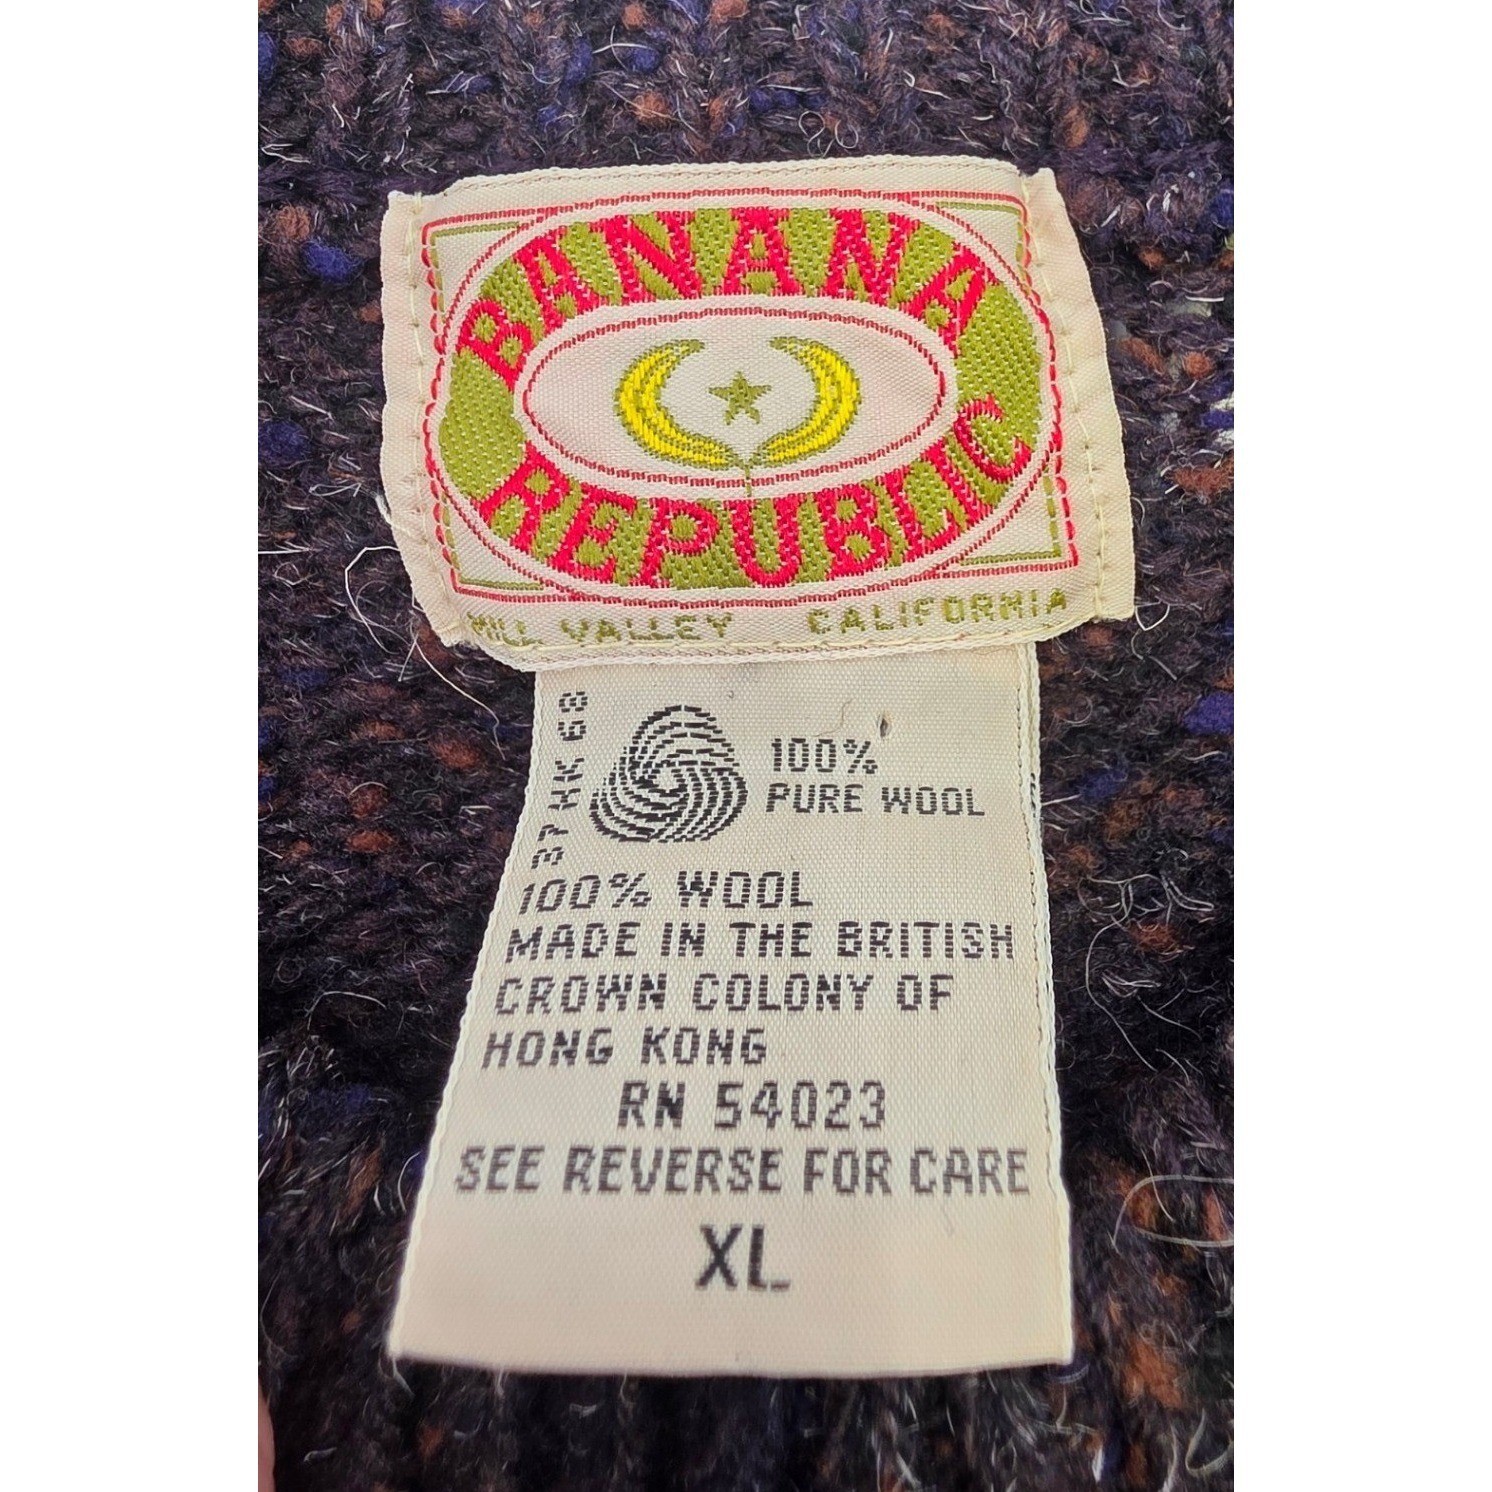 BANANA
REPUBLIC
MILL VALLEY CALIFORNIA
37 HK 68
100%
PURE WOOL
100% WOOL
MADE IN THE BRITISH
CROWN COLONY OF
HONG KONG
RN 54023
SEE REVERSE FOR CARE
XL